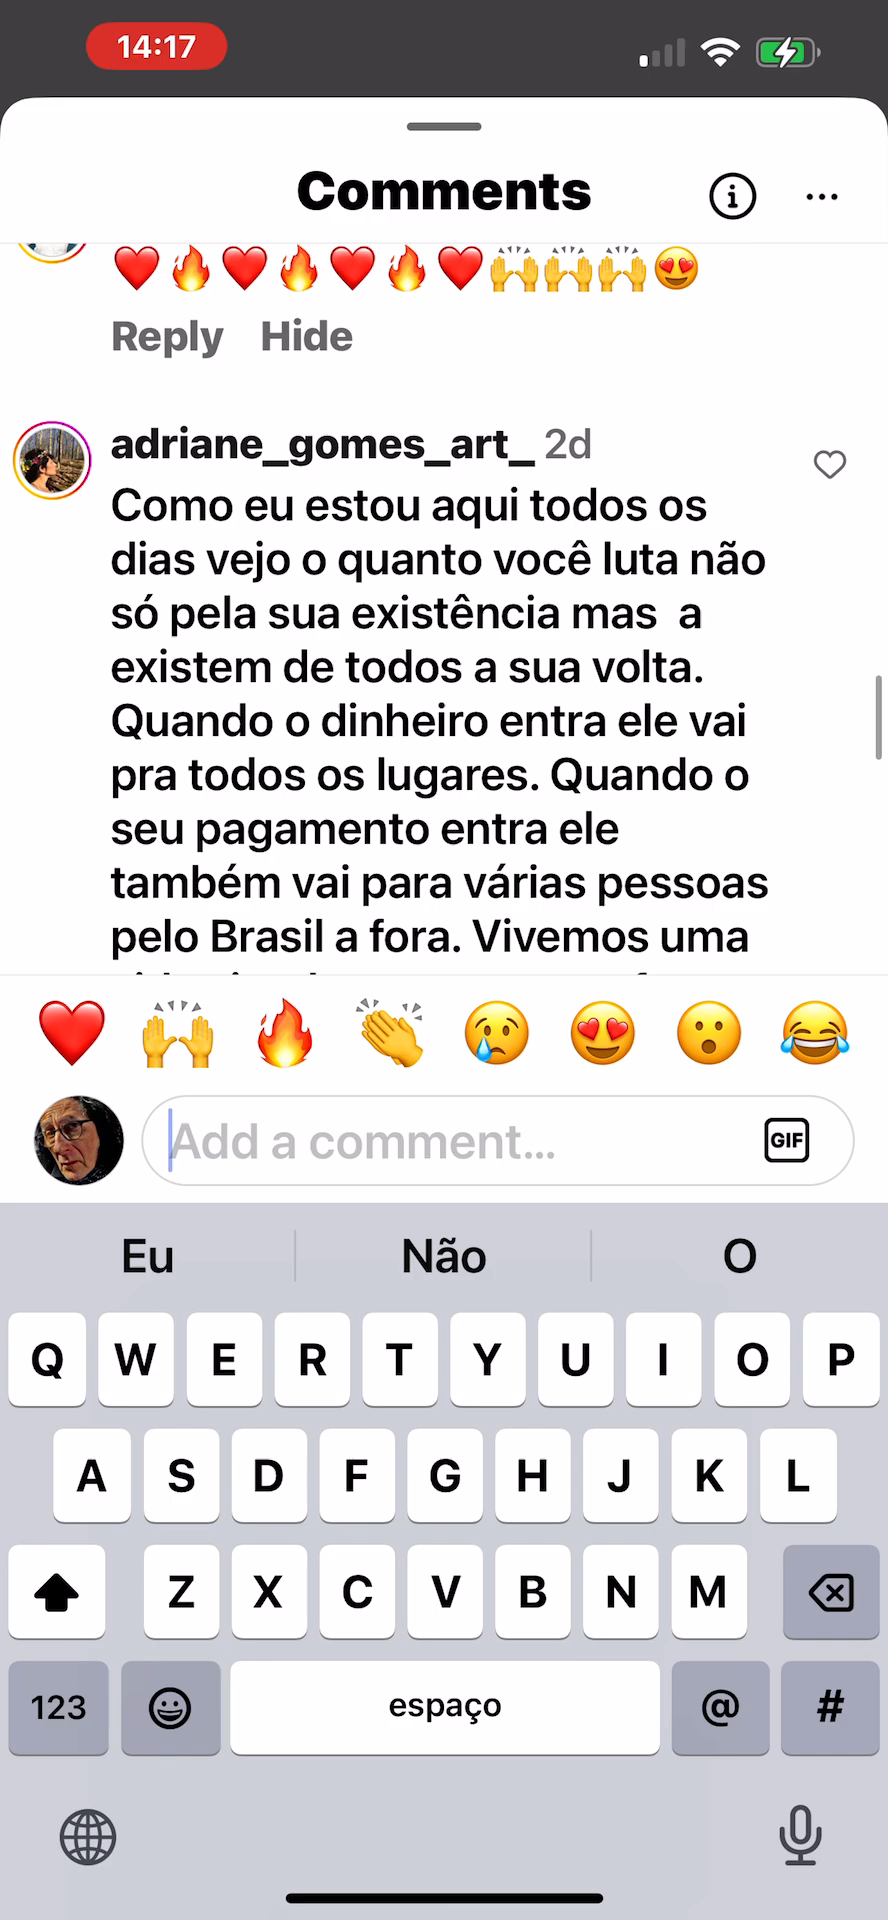 14:17
Comments
❤️🔥❤️🔥❤️🔥❤️🙌🙌🙌😍
Reply Hide
adriane_gomes_art_ 2d
Como eu estou aqui todos os
dias vejo o quanto você luta não
só pela sua existência mas  a
existem de todos a sua volta.
Quando o dinheiro entra ele vai
pra todos os lugares. Quando o
seu pagamento entra ele
também vai para várias pessoas
pelo Brasil a fora. Vivemos uma
Add a comment...
GIF
Eu Não O
Q W E R T Y U I O P
A S D F G H J K L
Z X C V B N M
123 espaço @ #